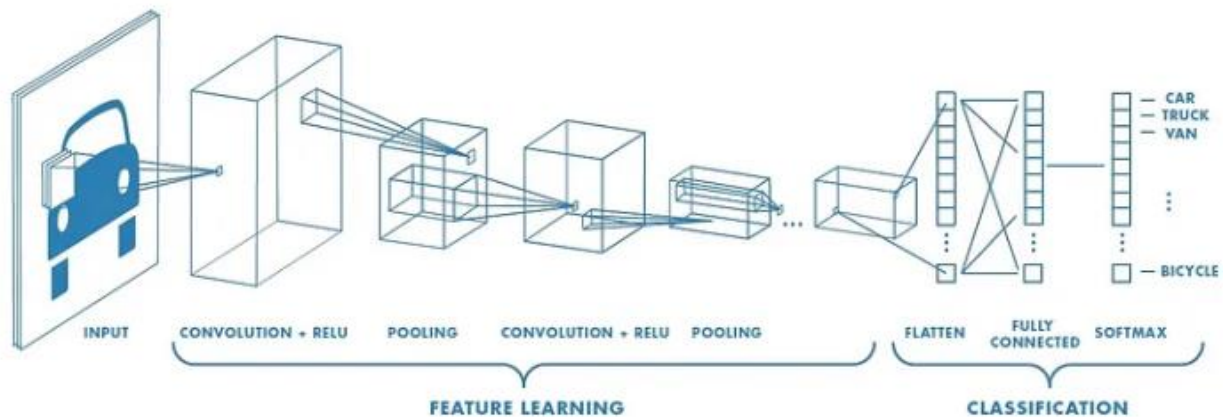 CAR
TRUCK
VAN
BICYCLE
INPUT
CONVOLUTION + RELU
POOLING
CONVOLUTION + RELU
POOLING
FLATTEN
FULLY
CONNECTED
SOFTMAX
FEATURE LEARNING
CLASSIFICATION